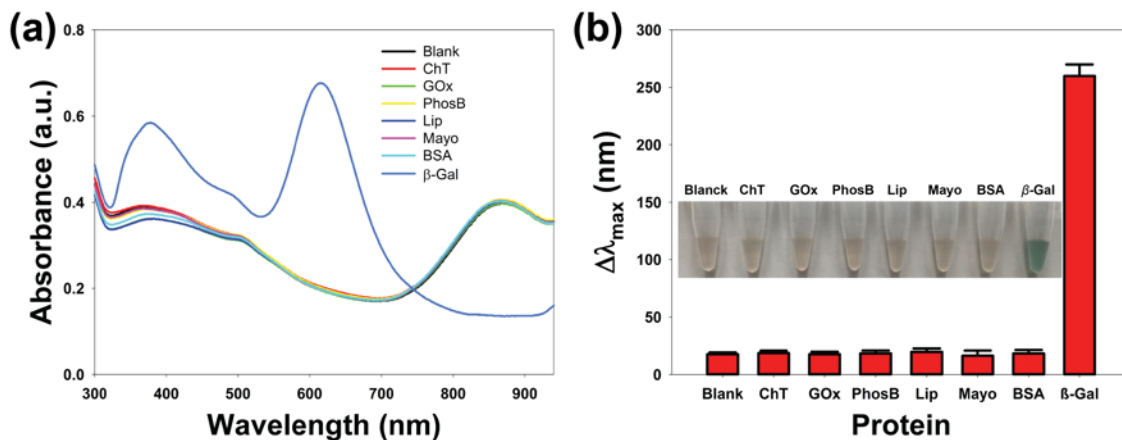 (a)
Absorbance (a.u.)
0.8
0.6
0.4
0.2
0.0
300 400 500 600 700 800 900
Wavelength (nm)
Blank
ChT
GOx
PhosB
Lip
Mayo
BSA
β-Gal
(b)
Δλmax (nm)
300
250
200
150
100
50
0
Blanck ChT GOx PhosB Lip Mayo BSA β-Gal
Blank ChT GOx PhosB Lip Mayo BSA ß-Gal
Protein